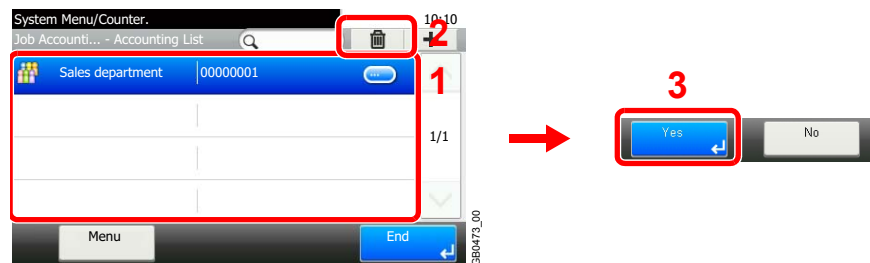 System Menu/Counter.
10:10
Job Accounti... - Accounting List
2
Sales department 00000001
1
1/1
Menu
End
GB0473_00
3
Yes
No